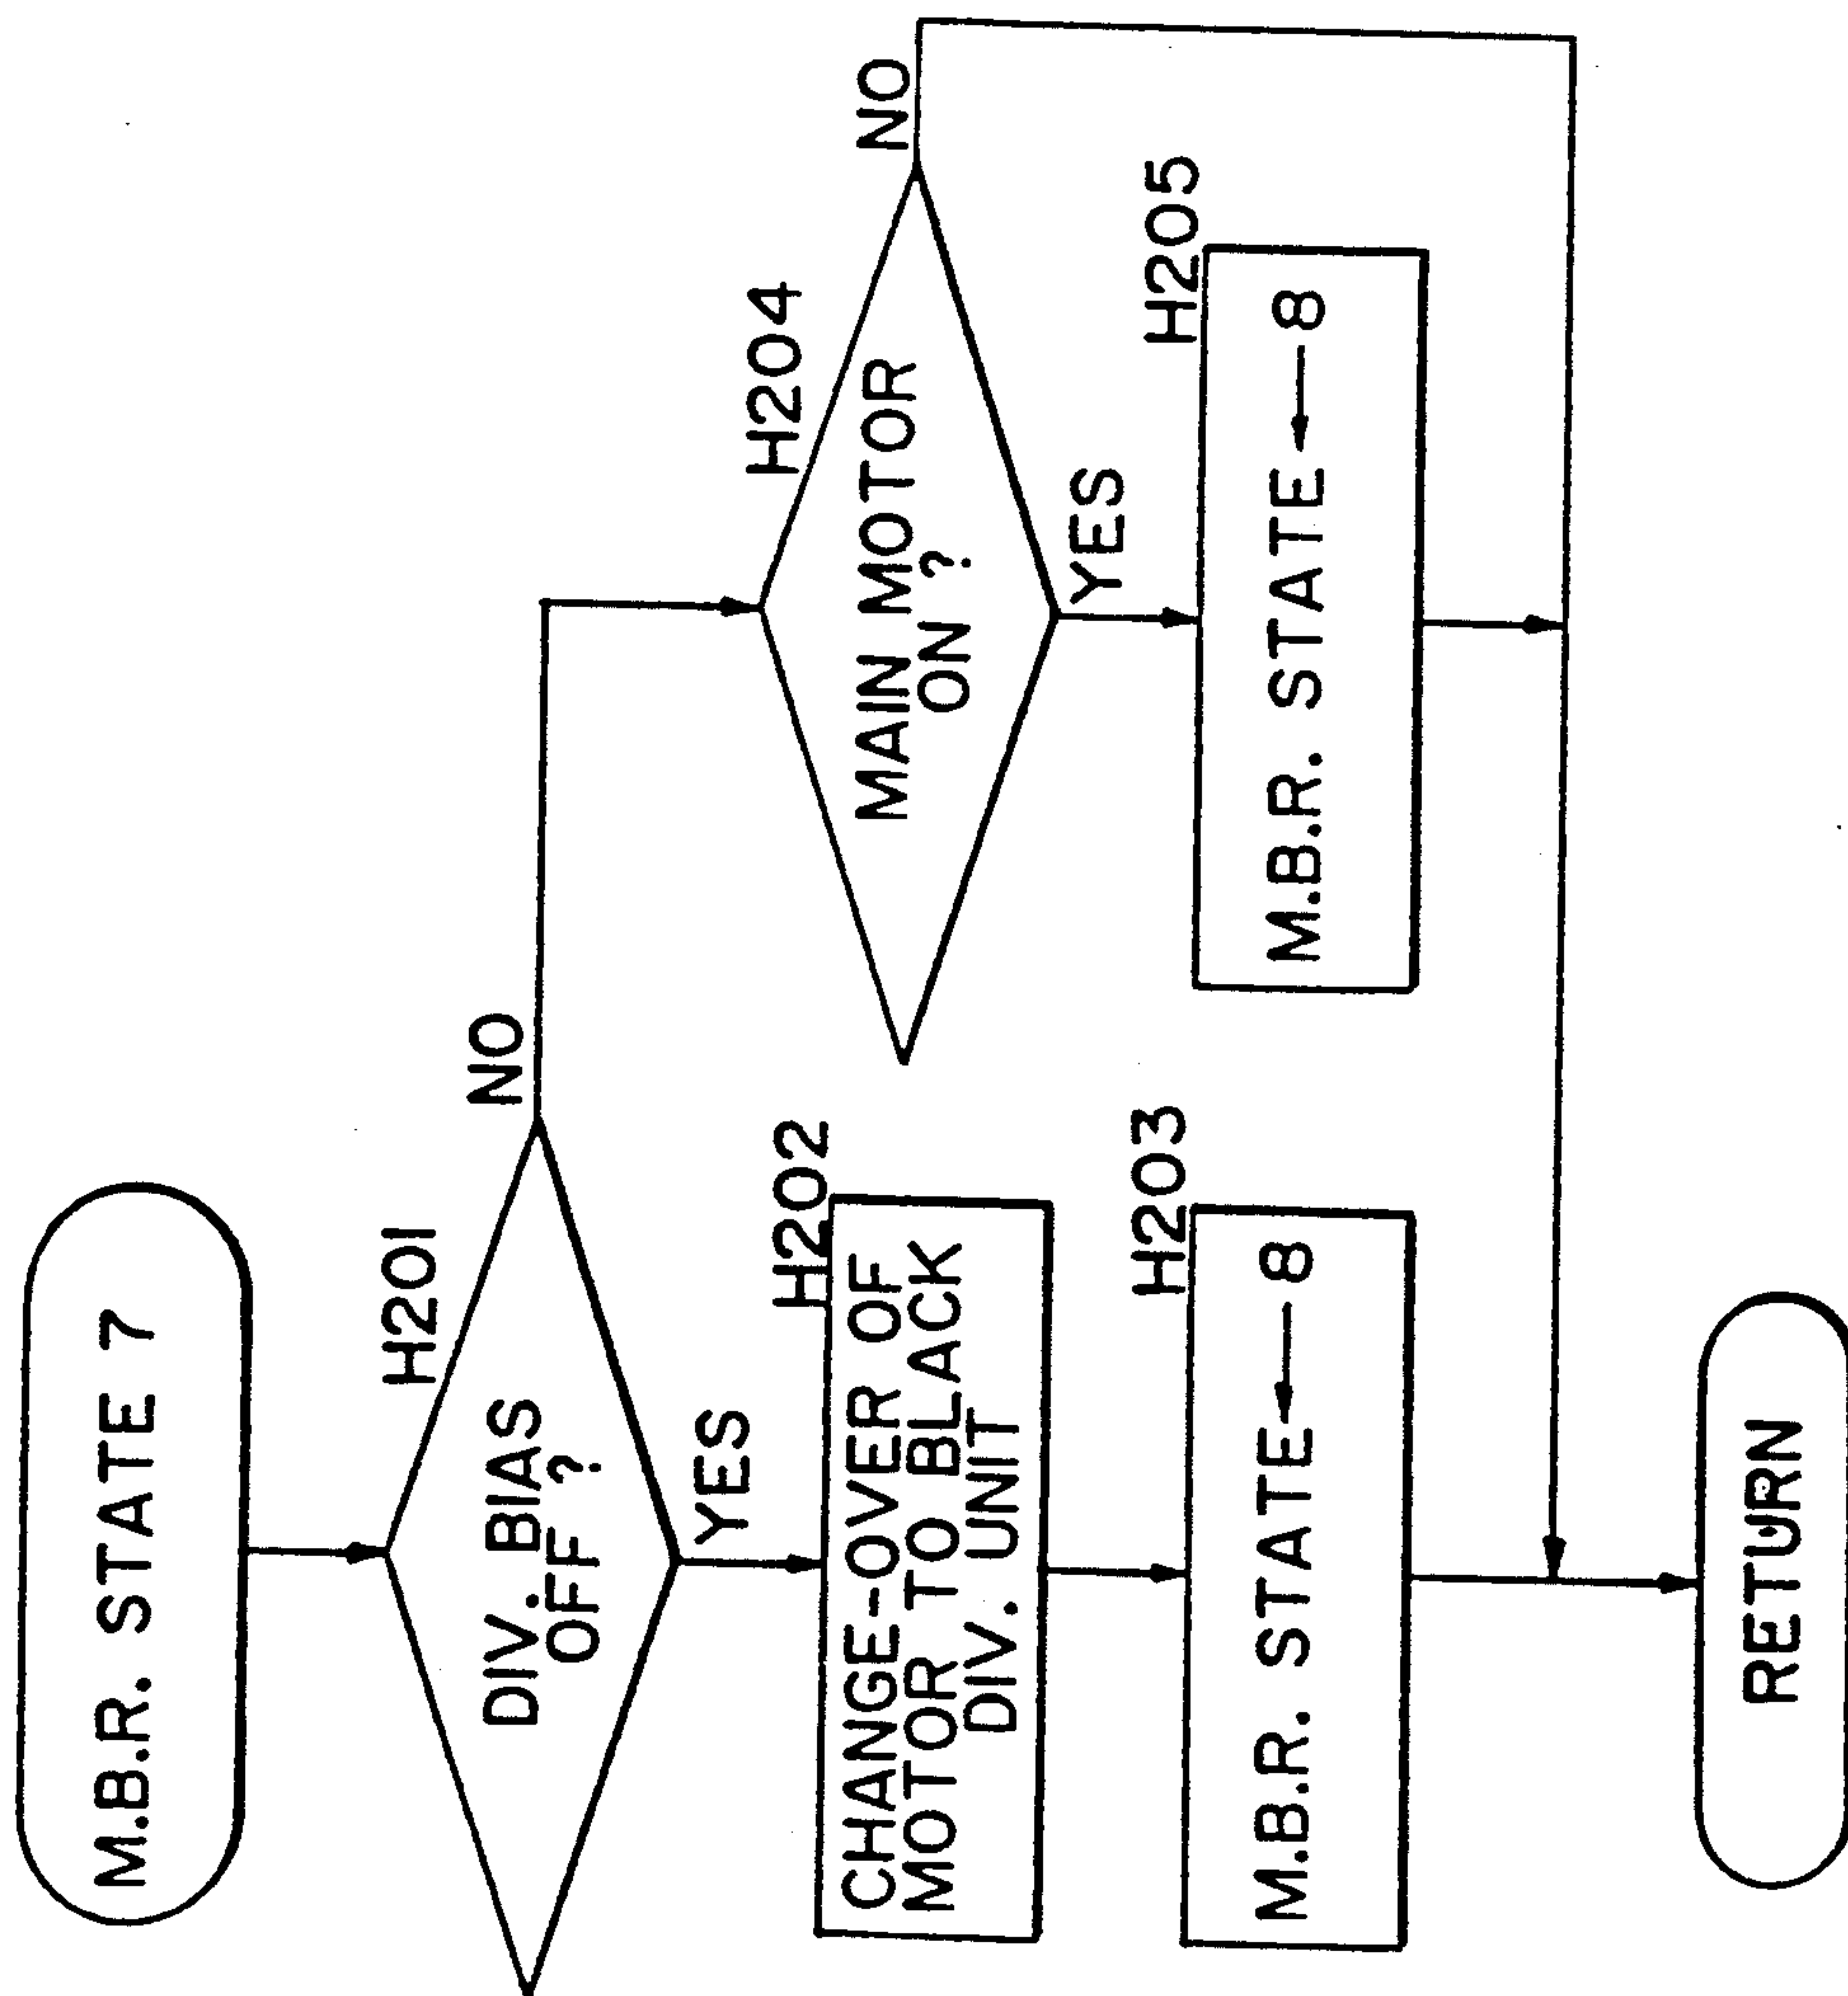 M.B.R. STATE 7
H201
DIV. BIAS
OFF?
NO
YES
H202
CHANGE-OVER OF
MOTOR TO BLACK
DIV. UNIT
H203
M.B.R. STATE ← 8
H204
MAIN MOTOR
ON?
NO
YES
H205
M.B.R. STATE ← 8
RETURN